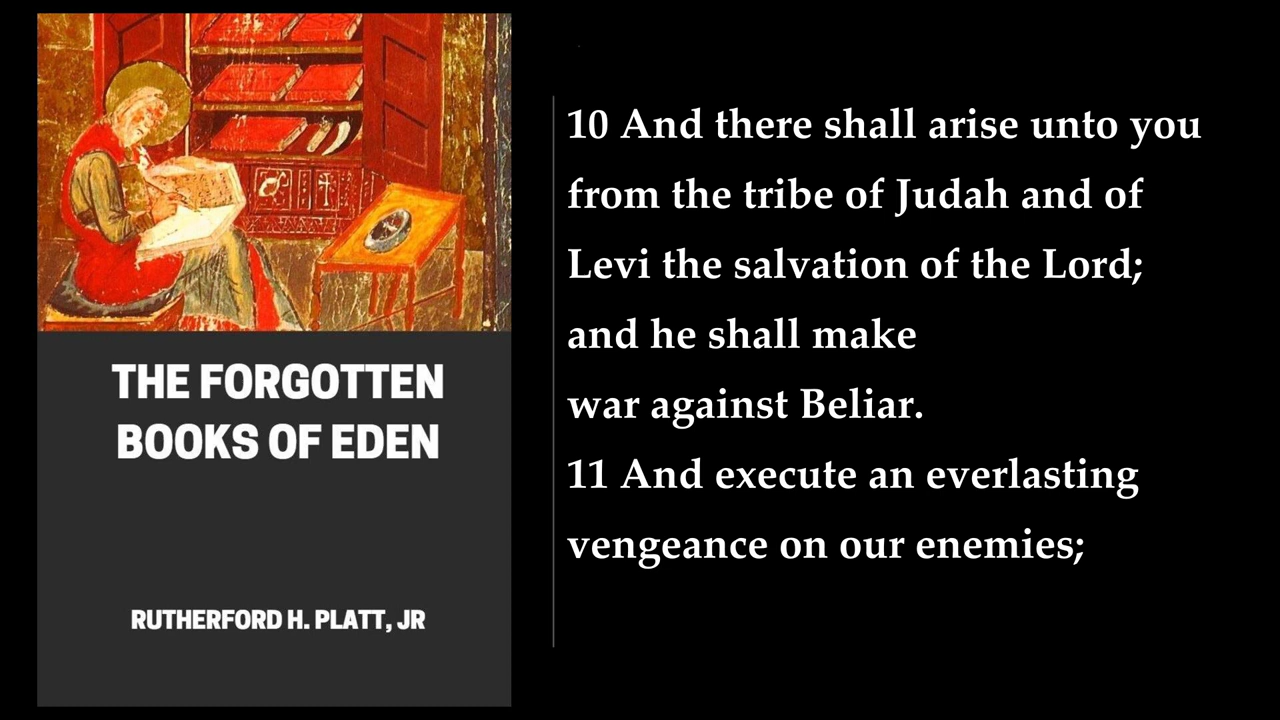 THE FORGOTTEN
BOOKS OF EDEN
RUTHERFORD H. PLATT, JR
10 And there shall arise unto you
from the tribe of Judah and of
Levi the salvation of the Lord;
and he shall make
war against Beliar.
11 And execute an everlasting
vengeance on our enemies;